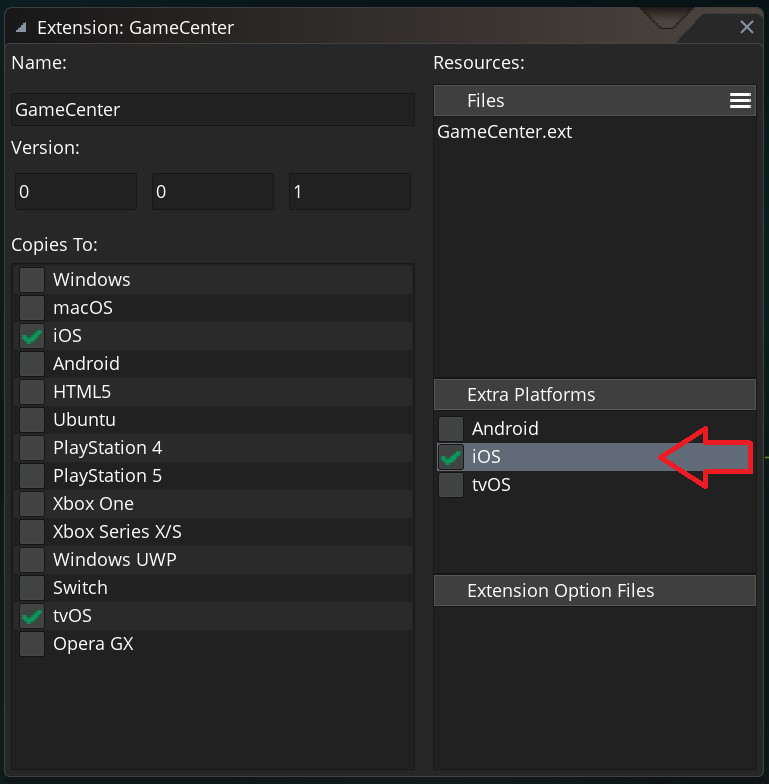 Extension: GameCenter
Name:
GameCenter
Version:
0 0 1
Copies To:
Windows
macOS
iOS
Android
HTML5
Ubuntu
PlayStation 4
PlayStation 5
Xbox One
Xbox Series X/S
Windows UWP
Switch
tvOS
Opera GX
Resources:
Files
GameCenter.ext
Extra Platforms
Android
iOS
tvOS
Extension Option Files